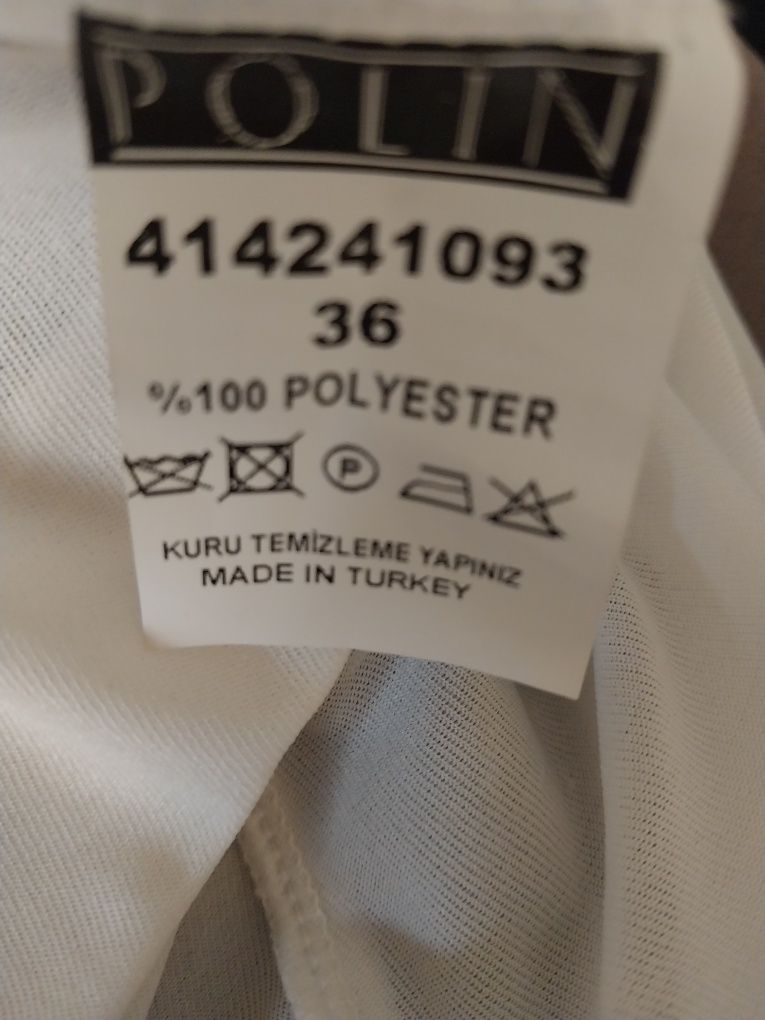 POLIN
414241093
36
%100 POLYESTER
P
KURU TEMİZLEME YAPINIZ
MADE IN TURKEY